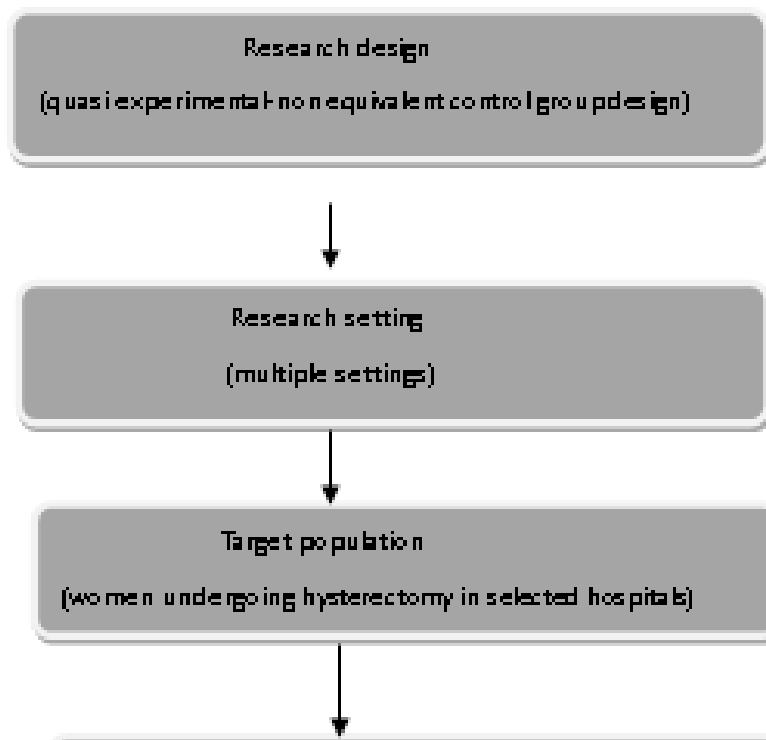 Research design
(quasi experimental-non equivalent control group design)
Research setting
(multiple settings)
Target population
(women undergoing hysterectomy in selected hospitals)